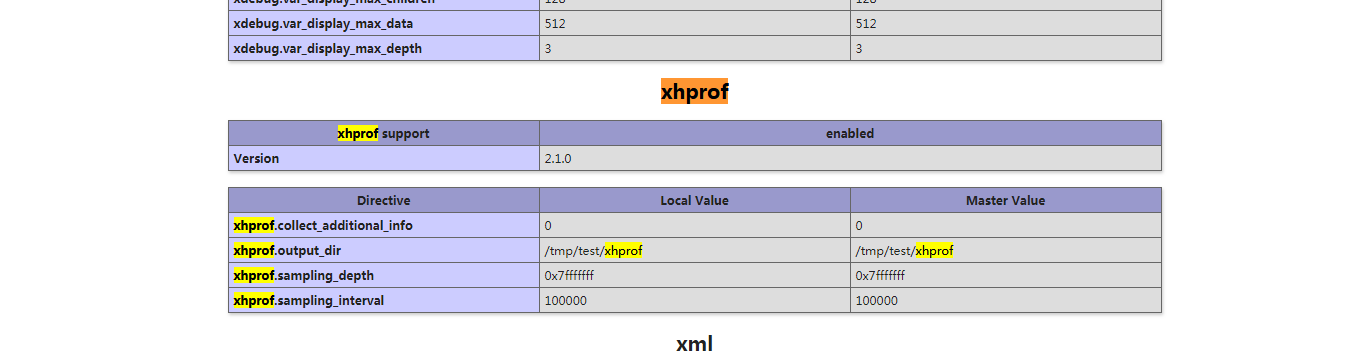 xdebug.var_display_max_children 128 128
xdebug.var_display_max_data 512 512
xdebug.var_display_max_depth 3 3
xhprof
xhprof support enabled
Version 2.1.0
Directive Local Value Master Value
xhprof.collect_additional_info 0 0
xhprof.output_dir /tmp/test/xhprof /tmp/test/xhprof
xhprof.sampling_depth 0x7fffffff 0x7fffffff
xhprof.sampling_interval 100000 100000
xml